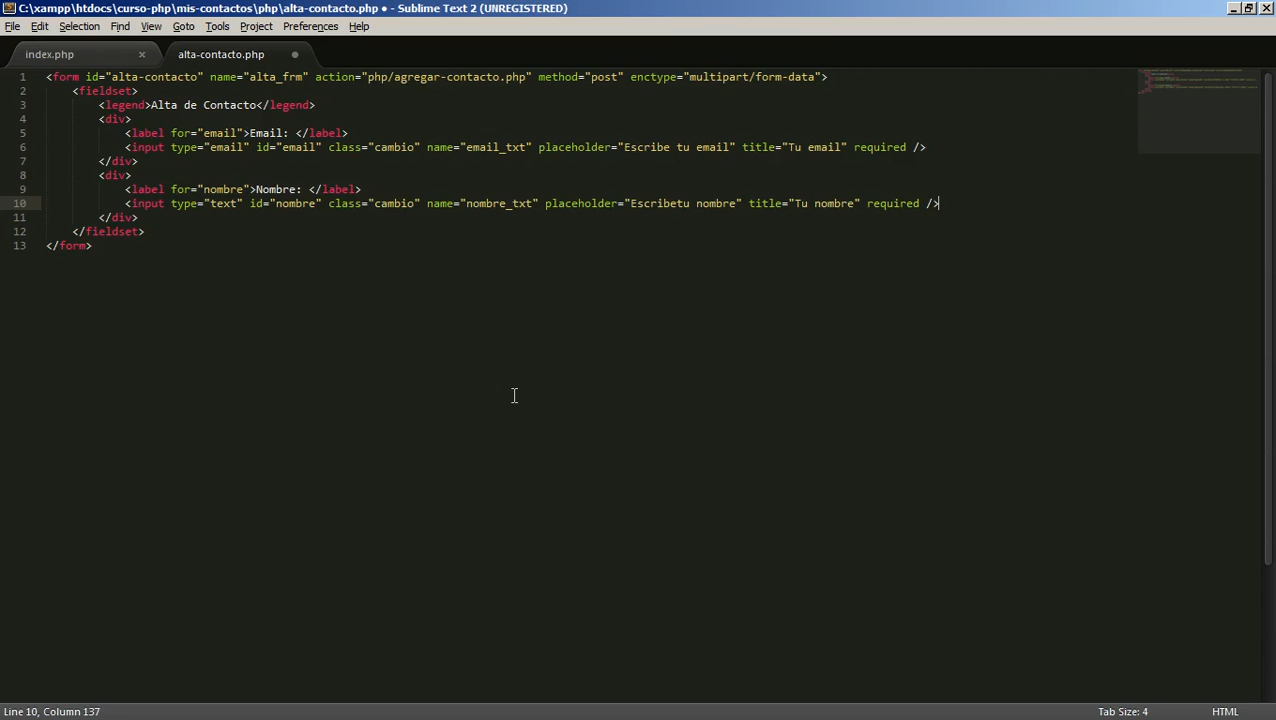 C:\xampp\htdocs\curso-php\mis-contactos\php\alta-contacto.php • - Sublime Text 2 (UNREGISTERED)
File Edit Selection Find View Goto Tools Project Preferences Help
index.php × alta-contacto.php
1 <form id="alta-contacto" name="alta_frm" action="php/agregar-contacto.php" method="post" enctype="multipart/form-data">
2 <fieldset>
3 <legend>Alta de Contacto</legend>
4 <div>
5 <label for="email">Email: </label>
6 <input type="email" id="email" class="cambio" name="email_txt" placeholder="Escribe tu email" title="Tu email" required />
7 </div>
8 <div>
9 <label for="nombre">Nombre: </label>
10 <input type="text" id="nombre" class="cambio" name="nombre_txt" placeholder="Escribetu nombre" title="Tu nombre" required />
11 </div>
12 </fieldset>
13 </form>
Line 10, Column 137 Tab Size: 4 HTML